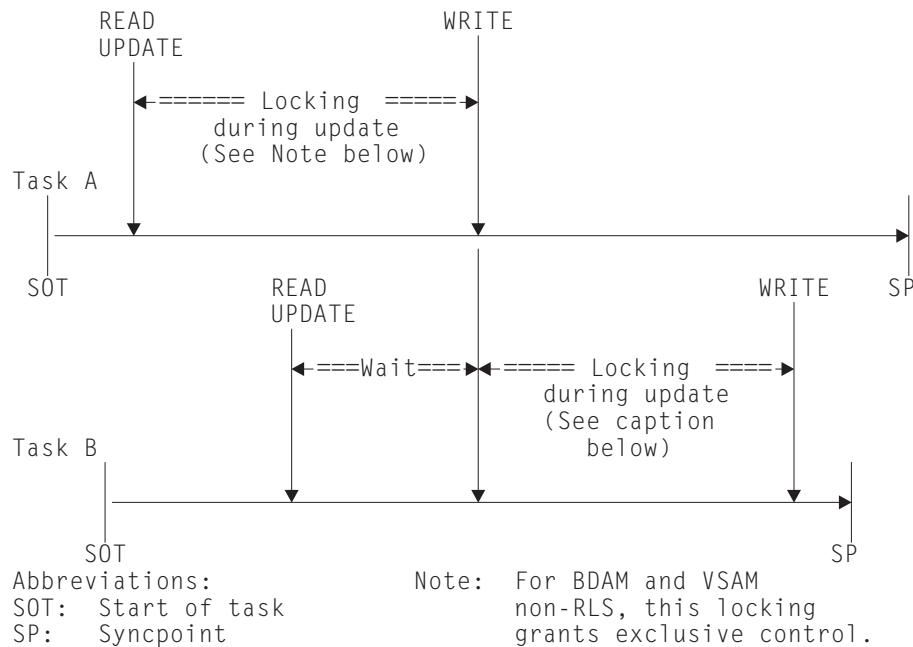 READ
UPDATE
WRITE
====== Locking =====
during update
(See Note below)
Task A
SOT
SP
READ
UPDATE
WRITE
===Wait===
===== Locking ====
during update
(See caption
below)
Task B
SOT
SP
Abbreviations:
SOT: Start of task
SP: Syncpoint
Note: For BDAM and VSAM
non-RLS, this locking
grants exclusive control.